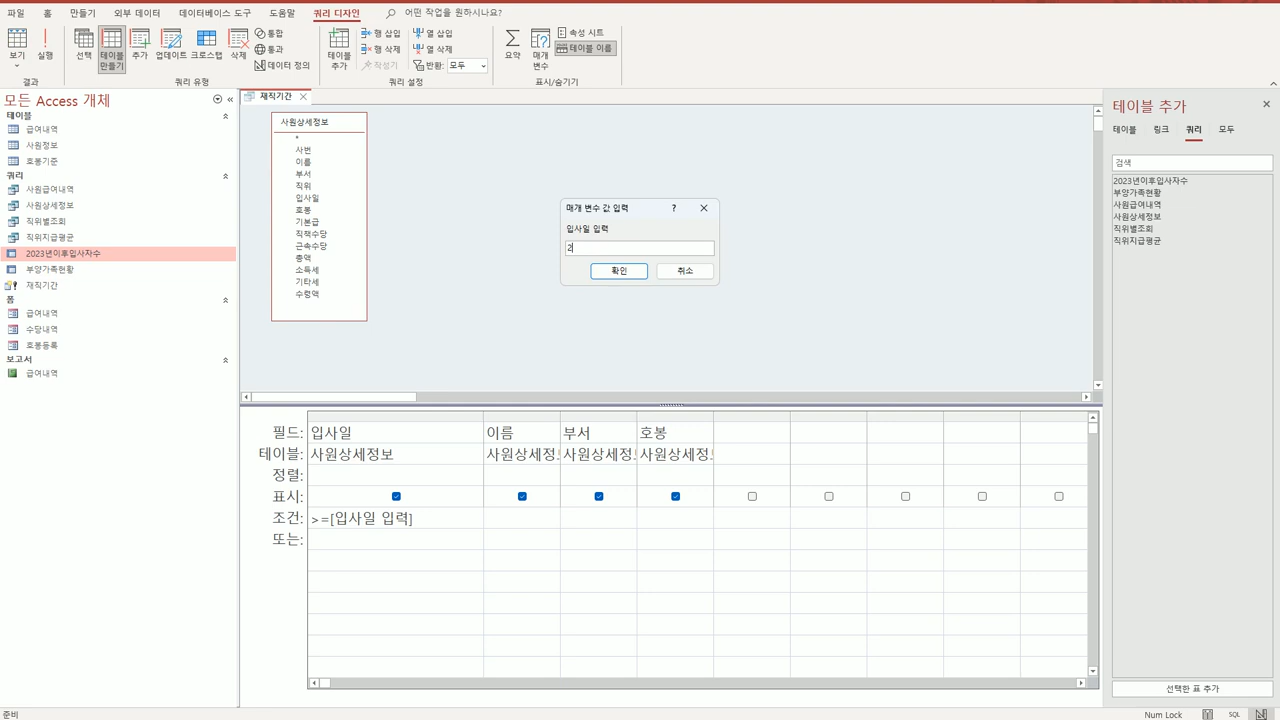 파일 홈 만들기 외부 데이터 데이터베이스 도구 도움말 쿼리 디자인 어떤 작업을 원하시나요?
보기
실행
결과
선택
테이블 만들기
추가
업데이트
크로스탭
삭제
통합
통과
데이터 정의
쿼리 유형
테이블 추가
행 삽입
행 삭제
작성기
열 삽입
열 삭제
반환: 모두
쿼리 설정
요약
매개 변수
속성 시트
테이블 이름
표시/숨기기
모든 Access 개체
테이블
급여내역
사원정보
호봉기준
쿼리
사원급여내역
사원상세정보
직위별조회
직위지급평균
2023년이후입사자수
부양가족현황
재직기간
폼
급여내역
수당내역
호봉등록
보고서
급여내역
재직기간
사원상세정보
*
사번
이름
부서
직위
입사일
호봉
기본급
직책수당
근속수당
총액
소득세
기타세
수령액
매개 변수 값 입력 ?
입사일 입력
2
확인 취소
필드: 입사일 이름 부서 호봉
테이블: 사원상세정보 사원상세정! 사원상세정! 사원상세정!
정렬:
표시:
조건: >=[입사일 입력]
또는:
테이블 추가
테이블 링크 쿼리 모두
검색
2023년이후입사자수
부양가족현황
사원급여내역
사원상세정보
직위별조회
직위지급평균
선택한 표 추가
준비
Num Lock SQL